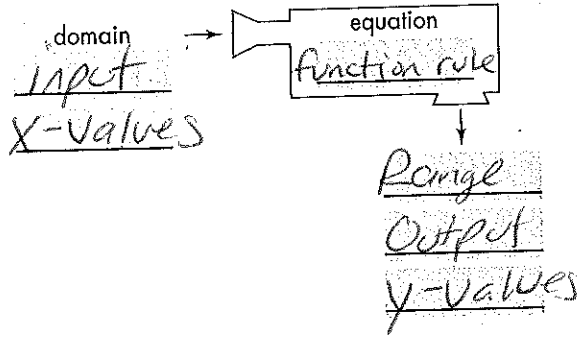 domain
input
X-Values
equation
function rule
Range
Output
y-values